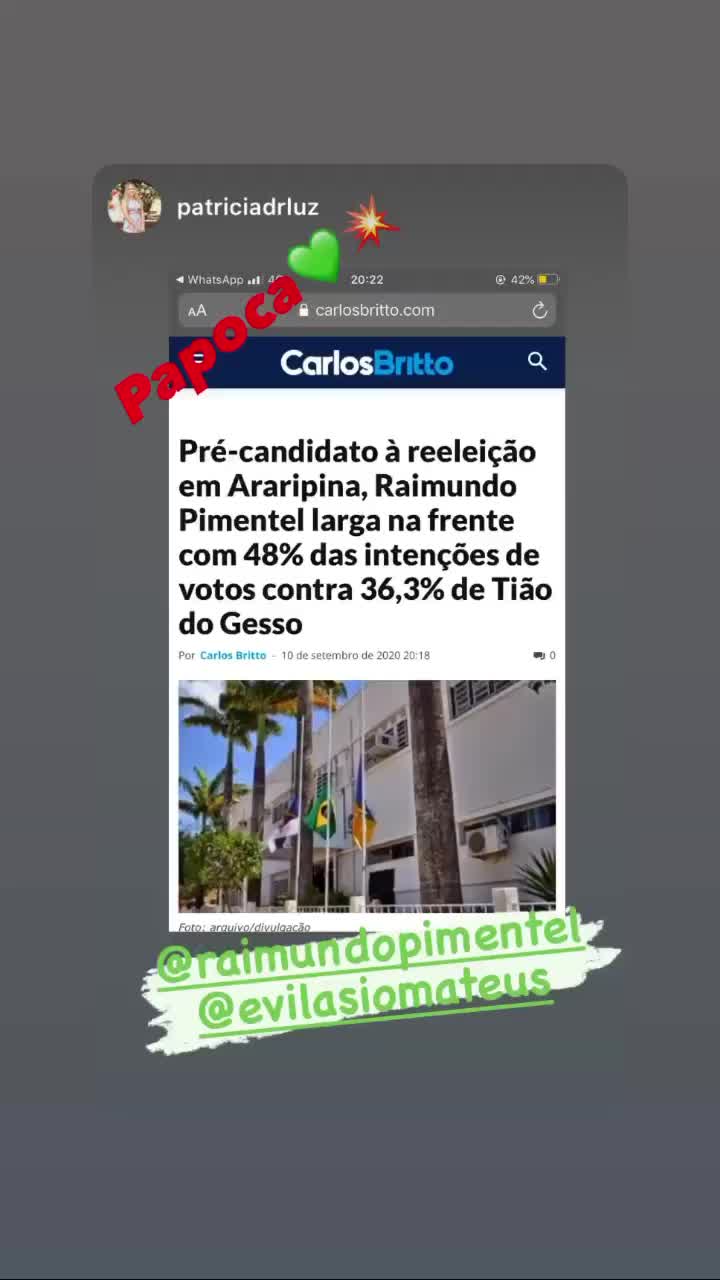 patriciadrluz
WhatsApp
20:22
42%
AA
carlosbritto.com
Papoca
CarlosBritto
Pré-candidato à reeleição
em Araripina, Raimundo
Pimentel larga na frente
com 48% das intenções de
votos contra 36,3% de Tião
do Gesso
Por Carlos Britto - 10 de setembro de 2020 20:18
0
Foto: arquivo/divulgação
@raimundopimentel
@evilasiomateus